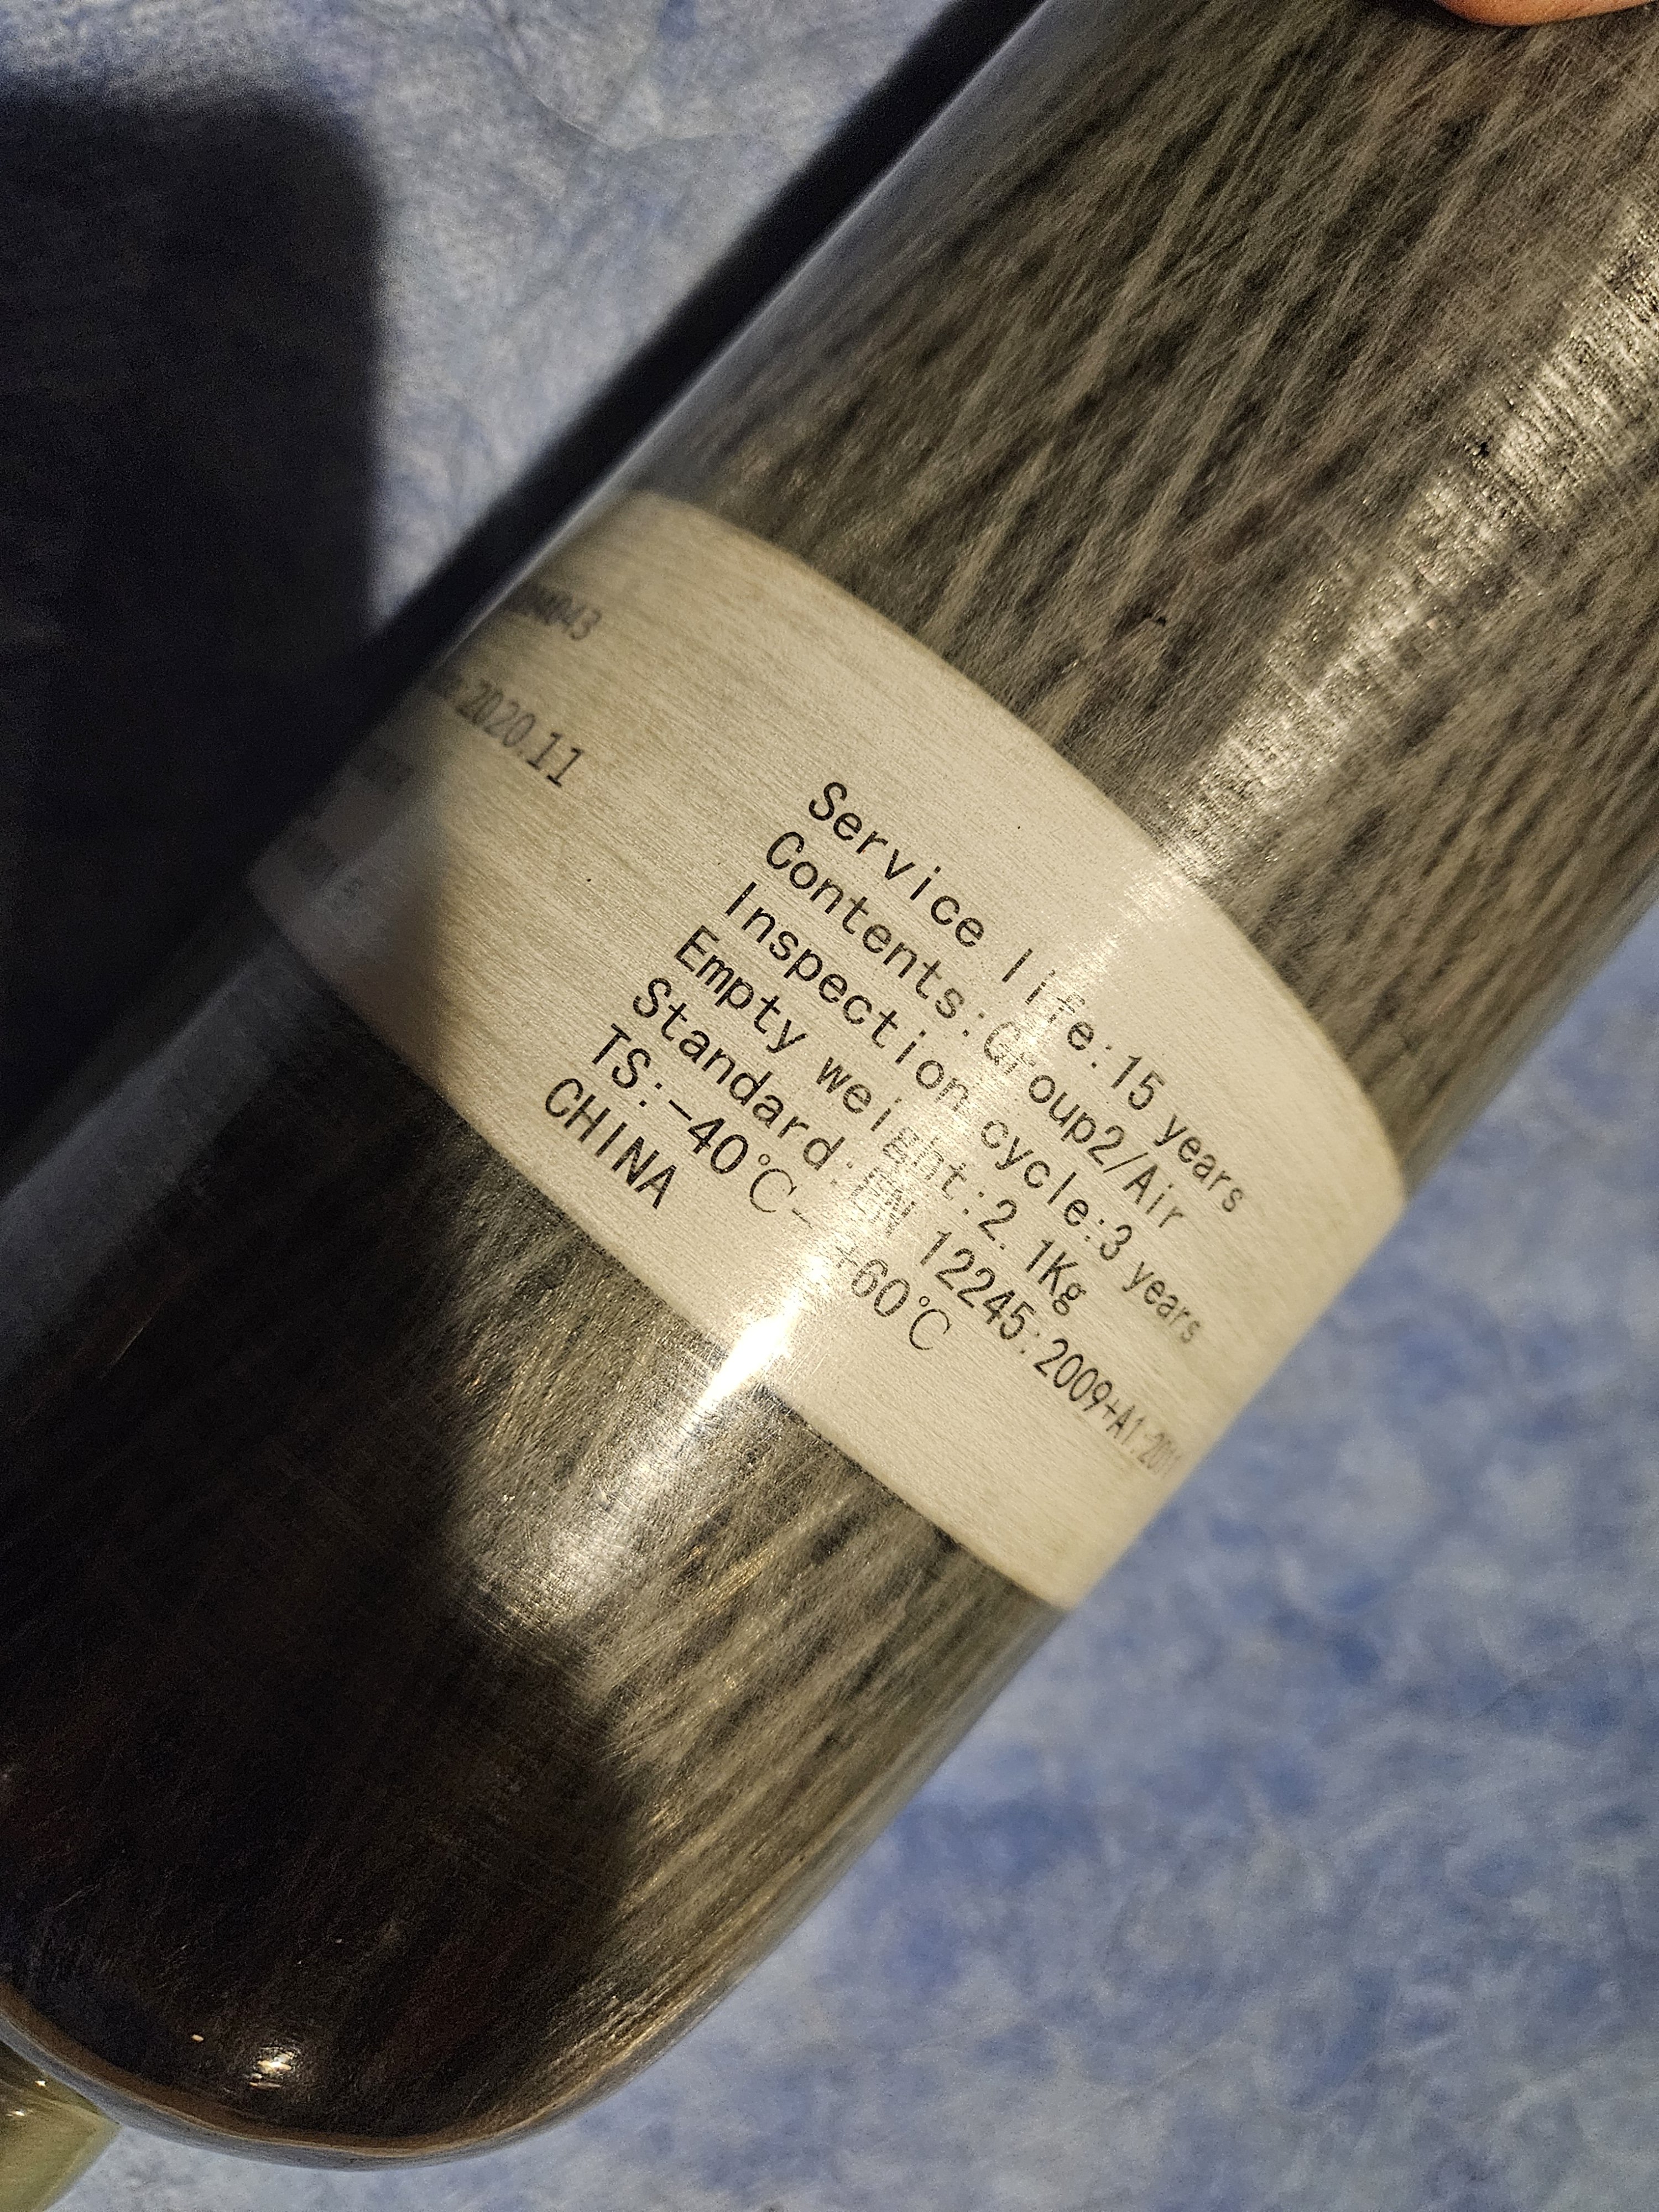 2020.11
Service life:15 years
Contents:Group2/Air
Inspection cycle:3 years
Empty weight:2.1Kg
Standard:EN 12245:2009+A1:2011
TS:-40℃-+60℃
CHINA